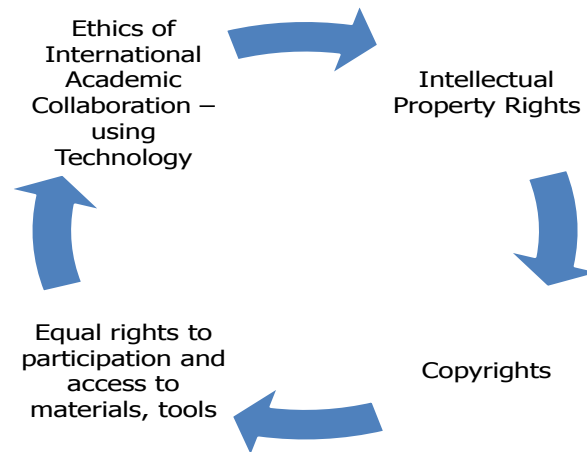 Ethics of
International
Academic
Collaboration –
using
Technology
Intellectual
Property Rights
Copyrights
Equal rights to
participation and
access to
materials, tools